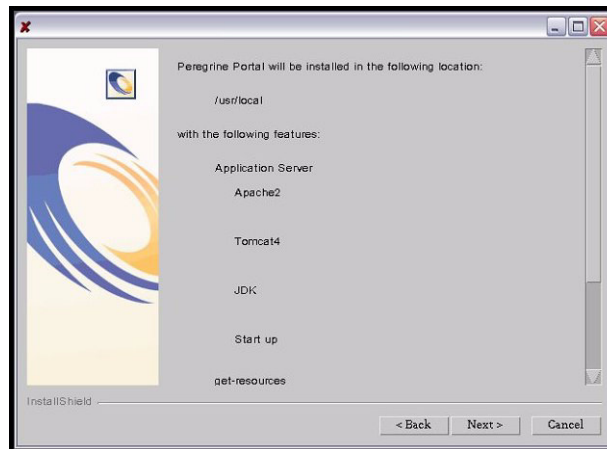 Peregrine Portal will be installed in the following location:
/usr/local
with the following features:
Application Server
Apache2
Tomcat4
JDK
Start up
get-resources
InstallShield
< Back
Next >
Cancel